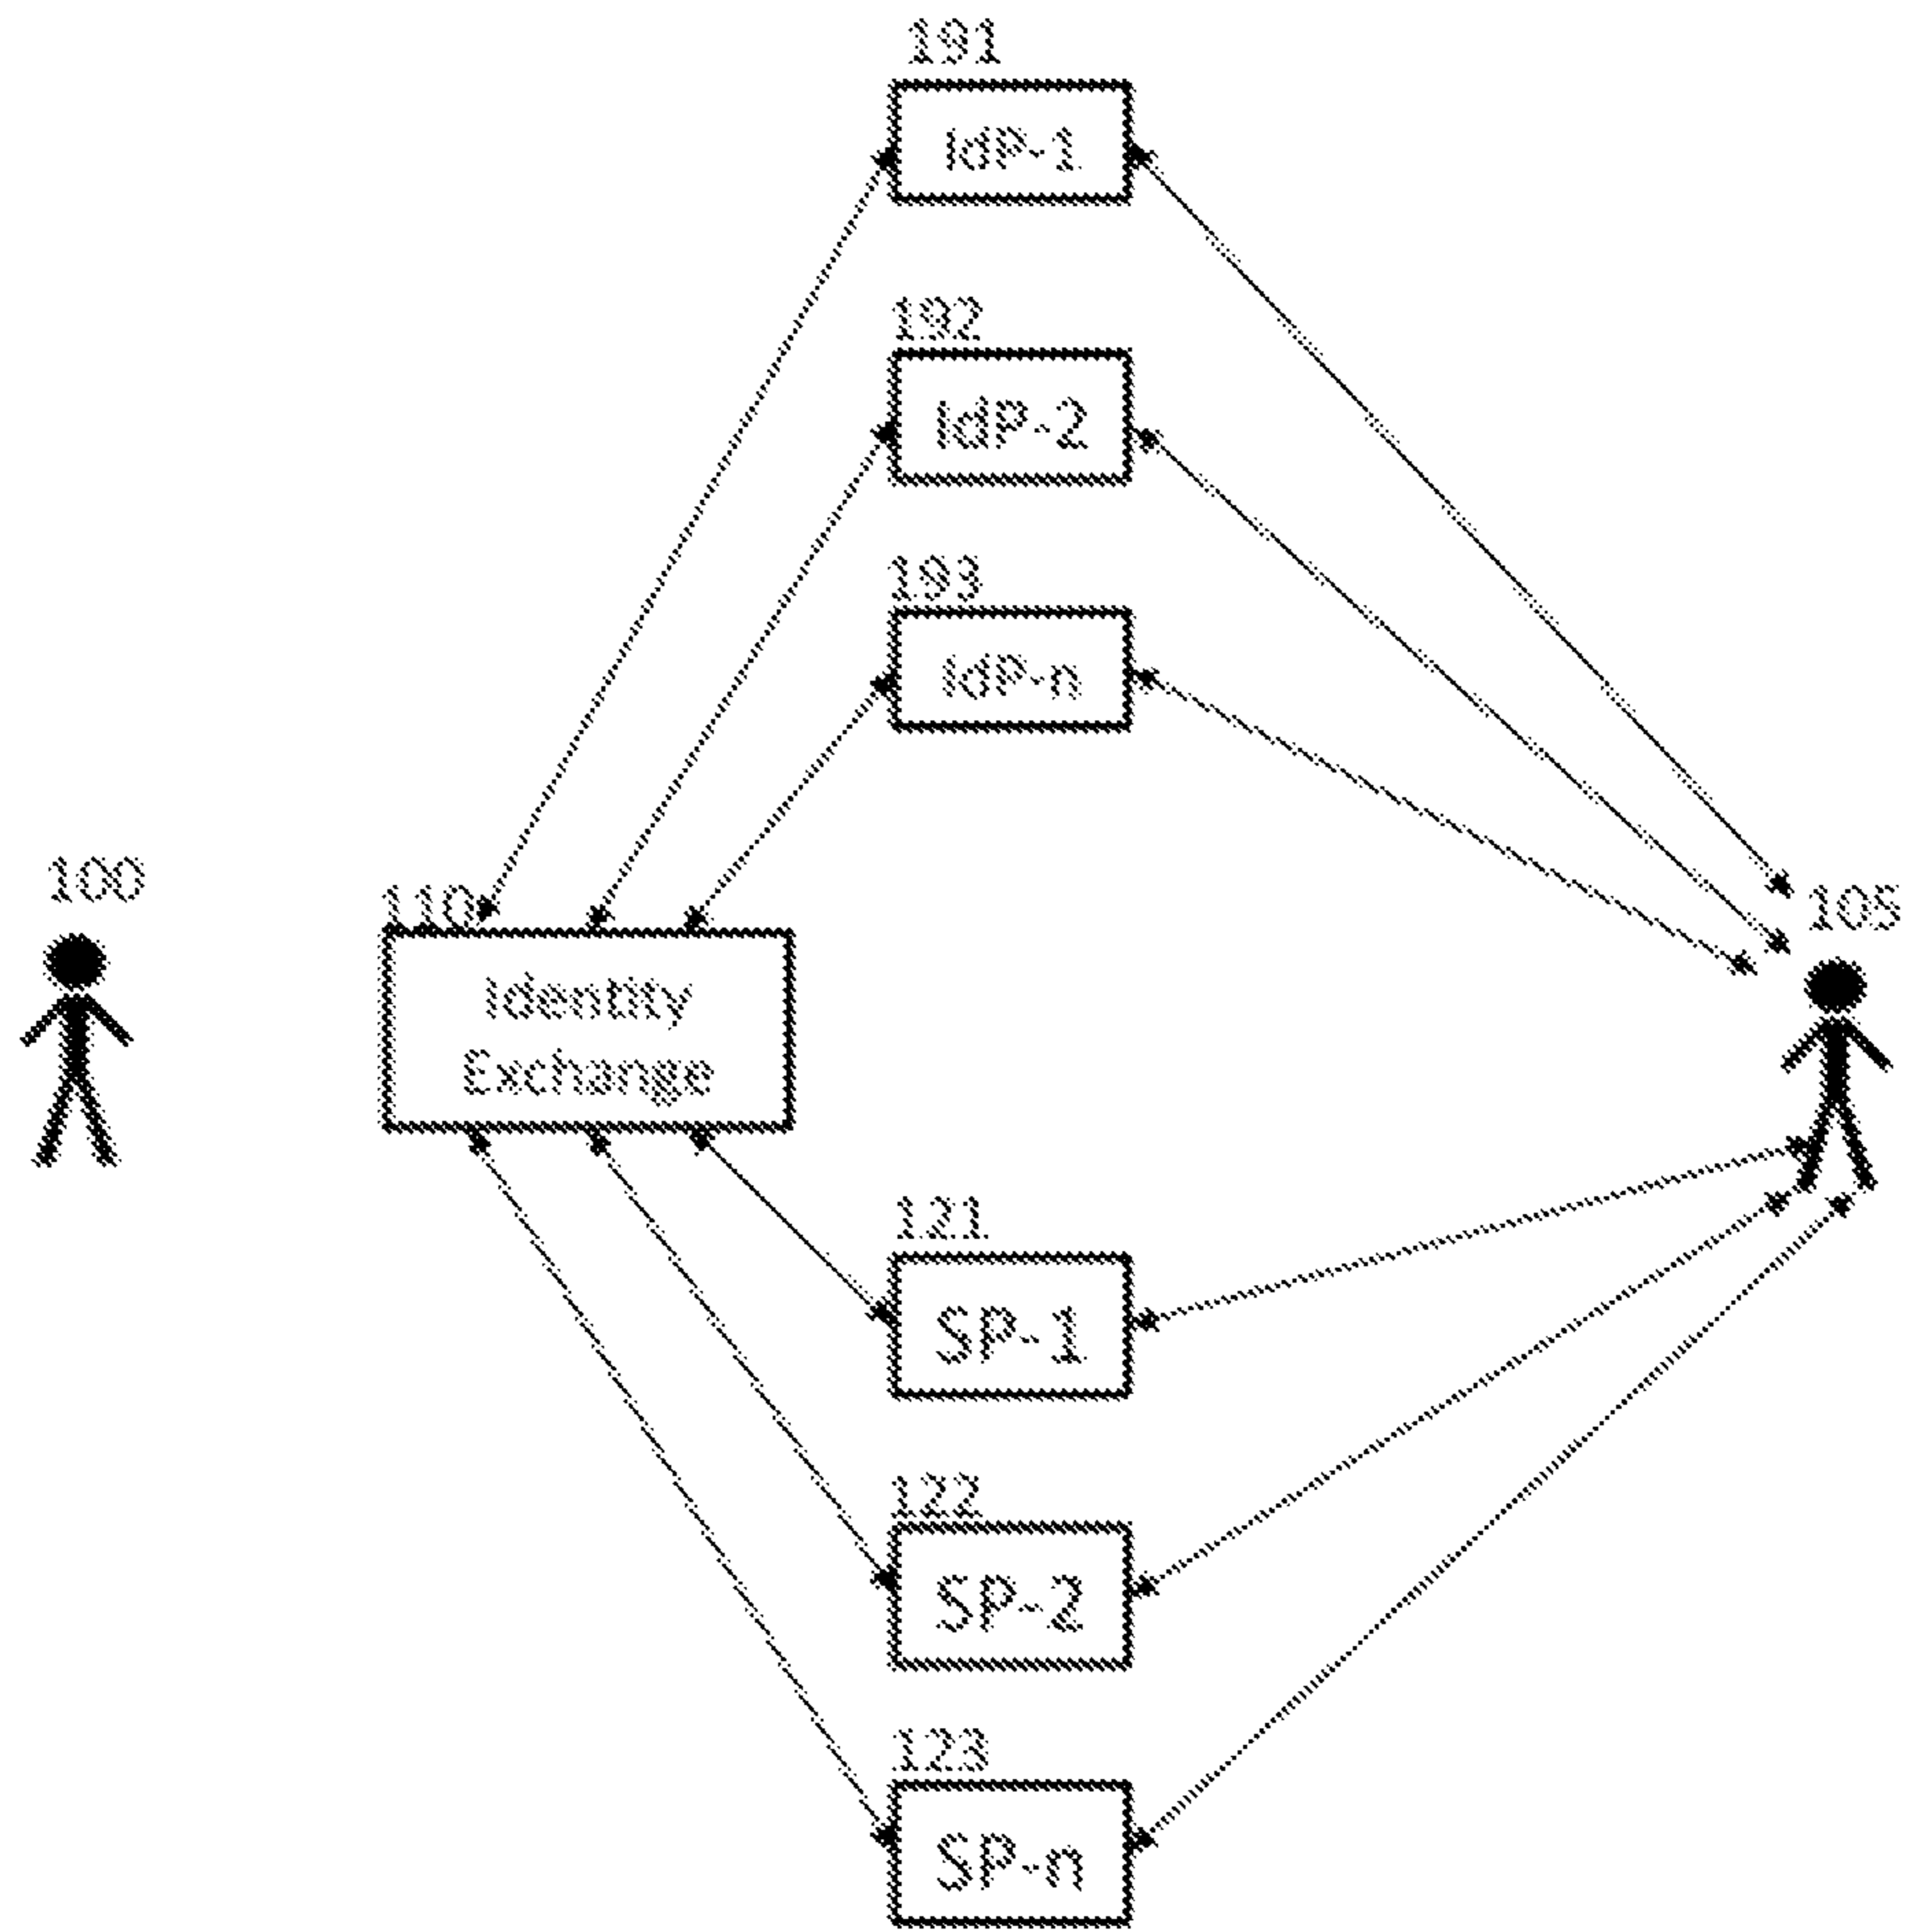 191
IdP-1
192
IdP-2
193
IdP-n
100
110
105
Identity
Exchange
121
SP-1
122
SP-2
123
SP-n